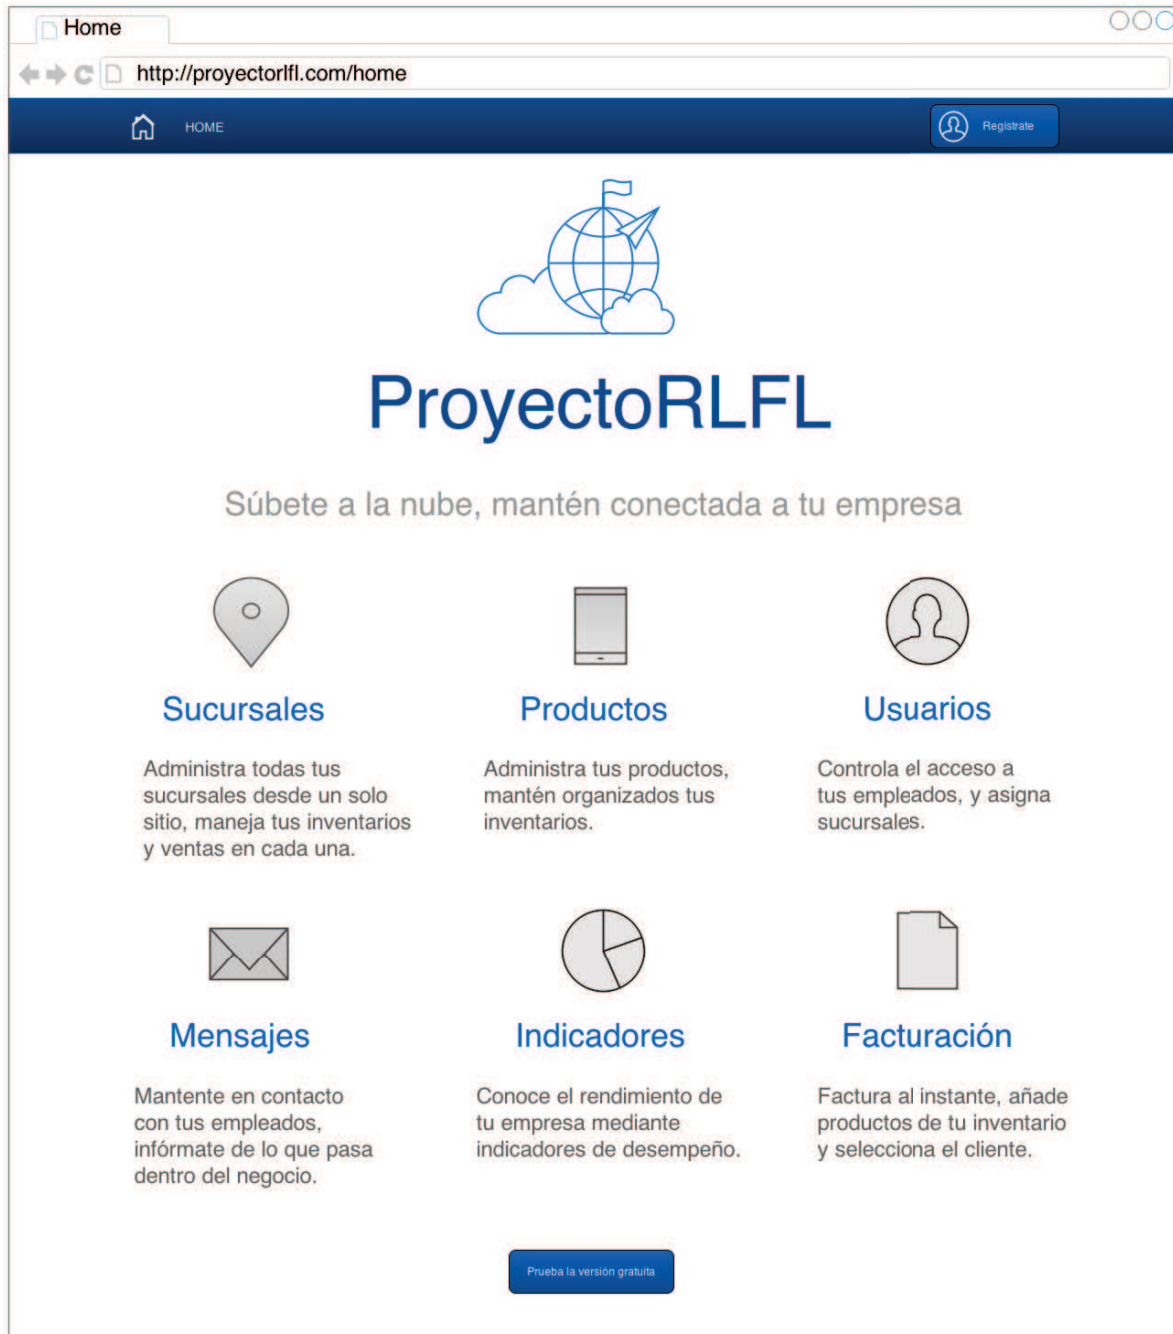 Home
http://proyectorlfl.com/home
HOME
Registrate
ProyectoRLFL
Súbete a la nube, mantén conectada a tu empresa
Sucursales
Administra todas tus
sucursales desde un solo
sitio, maneja tus inventarios
y ventas en cada una.
Productos
Administra tus productos,
mantén organizados tus
inventarios.
Usuarios
Controla el acceso a
tus empleados, y asigna
sucursales.
Mensajes
Mantente en contacto
con tus empleados,
infórmate de lo que pasa
dentro del negocio.
Indicadores
Conoce el rendimiento de
tu empresa mediante
indicadores de desempeño.
Facturación
Factura al instante, añade
productos de tu inventario
y selecciona el cliente.
Prueba la versión gratuita